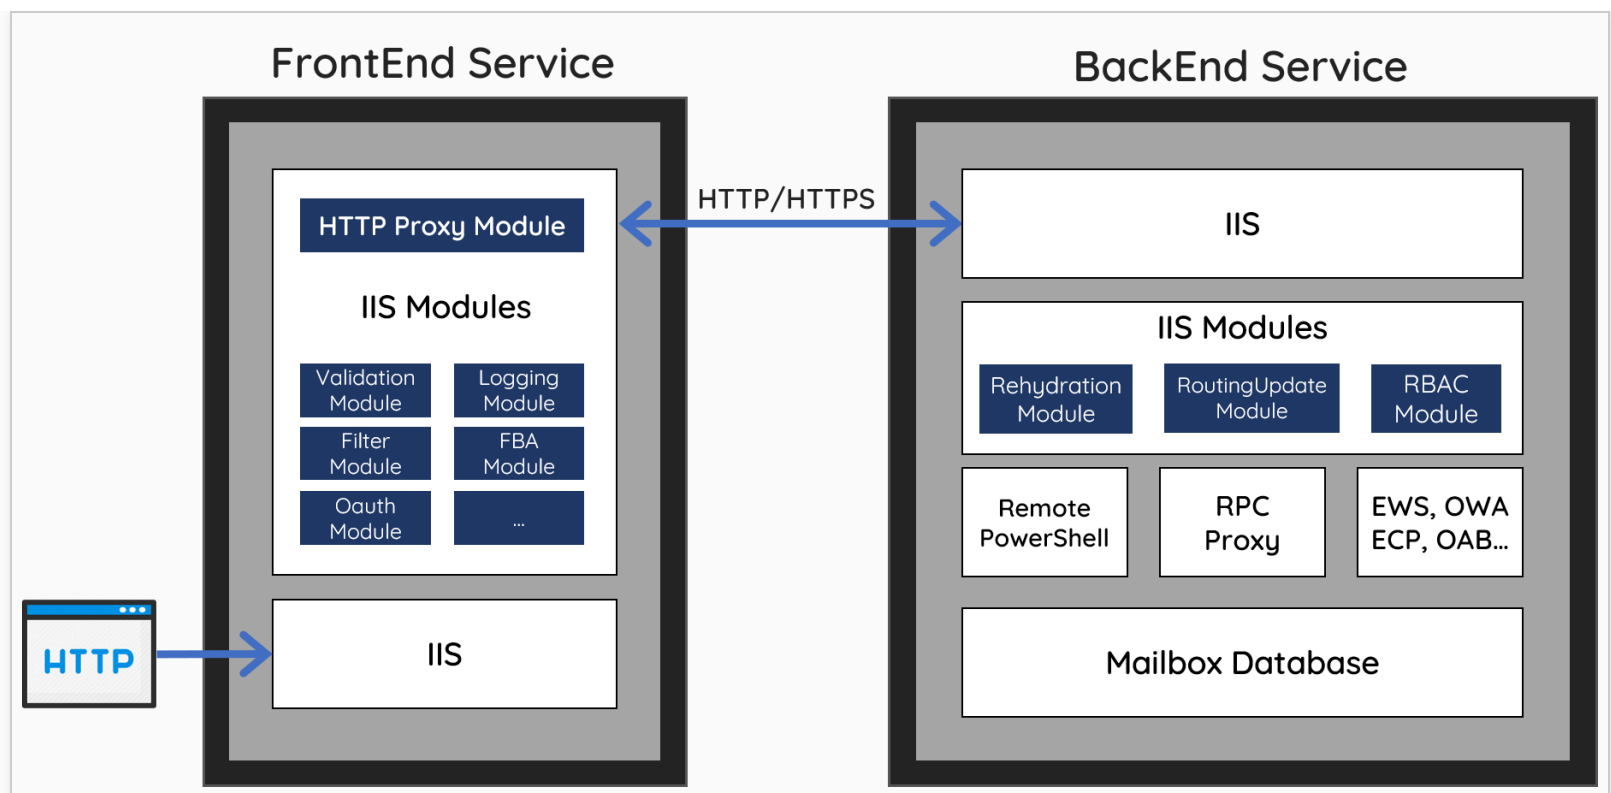 FrontEnd Service
HTTP Proxy Module
IIS Modules
Validation
Module
Logging
Module
Filter
Module
FBA
Module
Oauth
Module
...
IIS
HTTP
HTTP/HTTPS
BackEnd Service
IIS
IIS Modules
Rehydration
Module
RoutingUpdate
Module
RBAC
Module
Remote
PowerShell
RPC
Proxy
EWS, OWA
ECP, OAB...
Mailbox Database